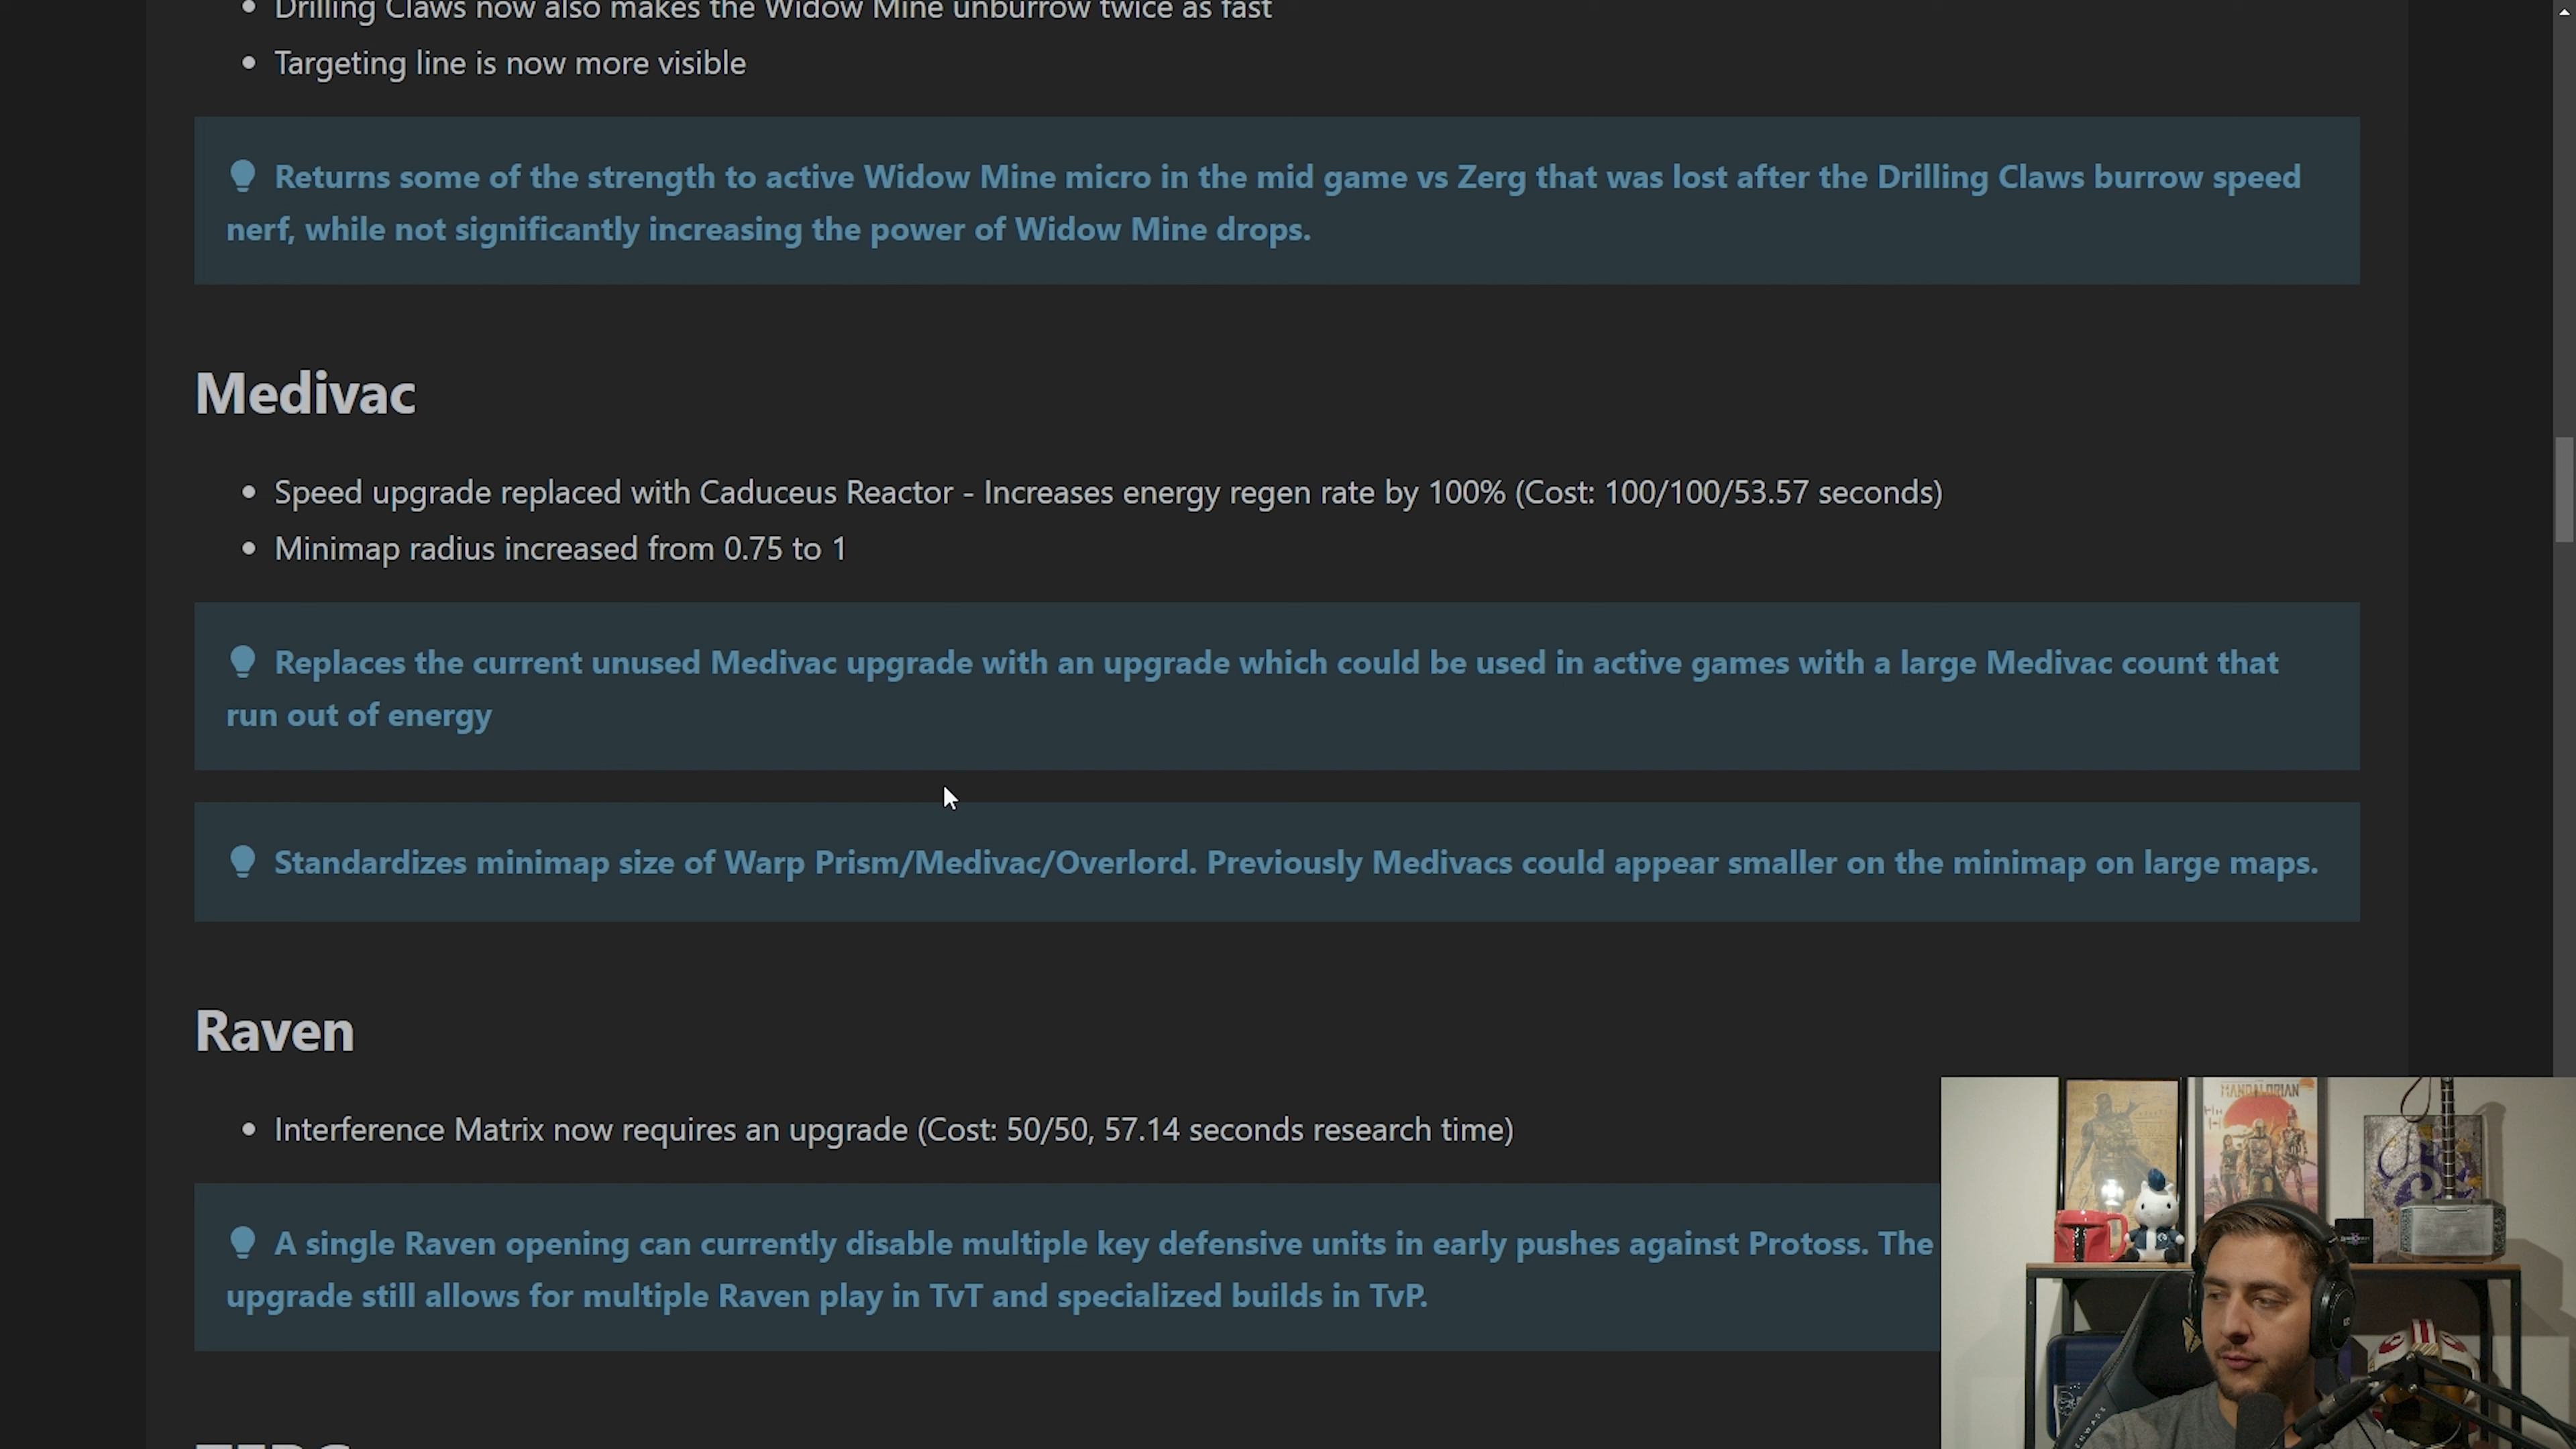 Drilling Claws now also makes the Widow Mine unburrow twice as fast
Targeting line is now more visible
Returns some of the strength to active Widow Mine micro in the mid game vs Zerg that was lost after the Drilling Claws burrow speed
nerf, while not significantly increasing the power of Widow Mine drops.
Medivac
Speed upgrade replaced with Caduceus Reactor - Increases energy regen rate by 100% (Cost: 100/100/53.57 seconds)
Minimap radius increased from 0.75 to 1
Replaces the current unused Medivac upgrade with an upgrade which could be used in active games with a large Medivac count that
run out of energy
Standardizes minimap size of Warp Prism/Medivac/Overlord. Previously Medivacs could appear smaller on the minimap on large maps.
Raven
Interference Matrix now requires an upgrade (Cost: 50/50, 57.14 seconds research time)
A single Raven opening can currently disable multiple key defensive units in early pushes against Protoss. The
upgrade still allows for multiple Raven play in TvT and specialized builds in TvP.
MANDALORIAN